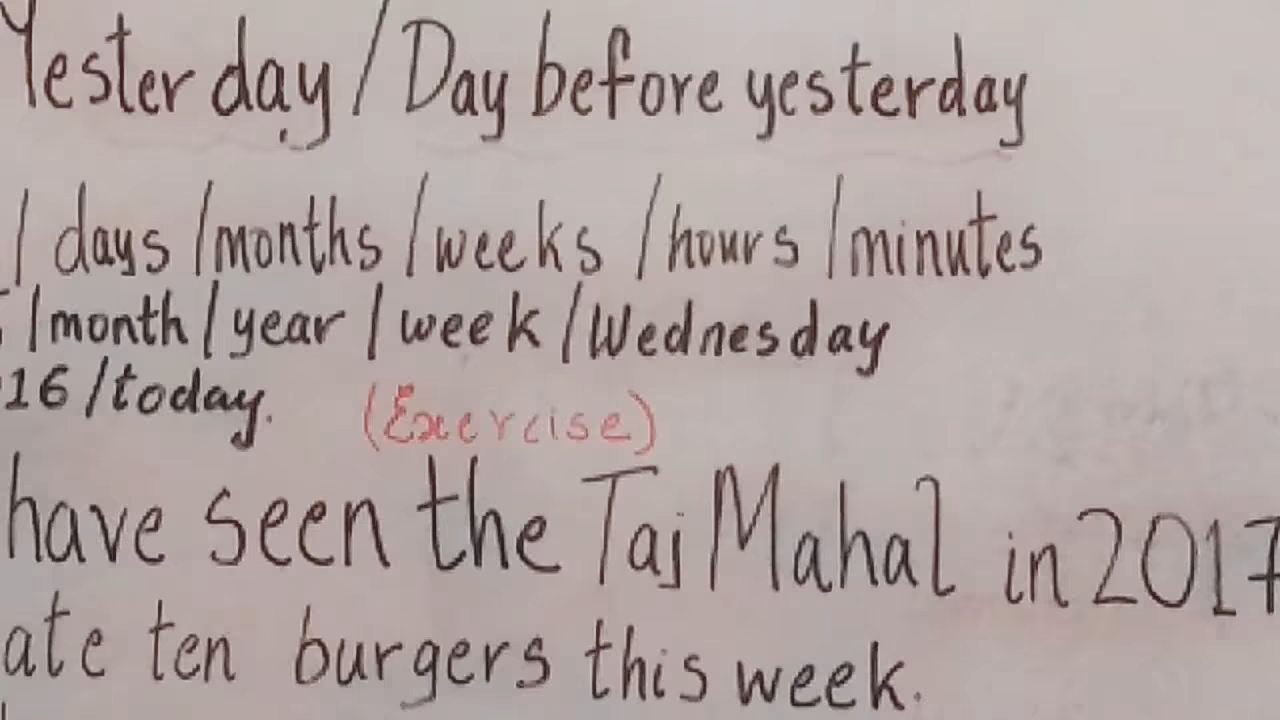 Yesterday/Day before yesterday
/days/months/weeks/hours/minutes
/month/year/week/Wednesday
16/today.
(Exercise)
have seen the Taj Mahal in 2017
ate ten burgers this week.